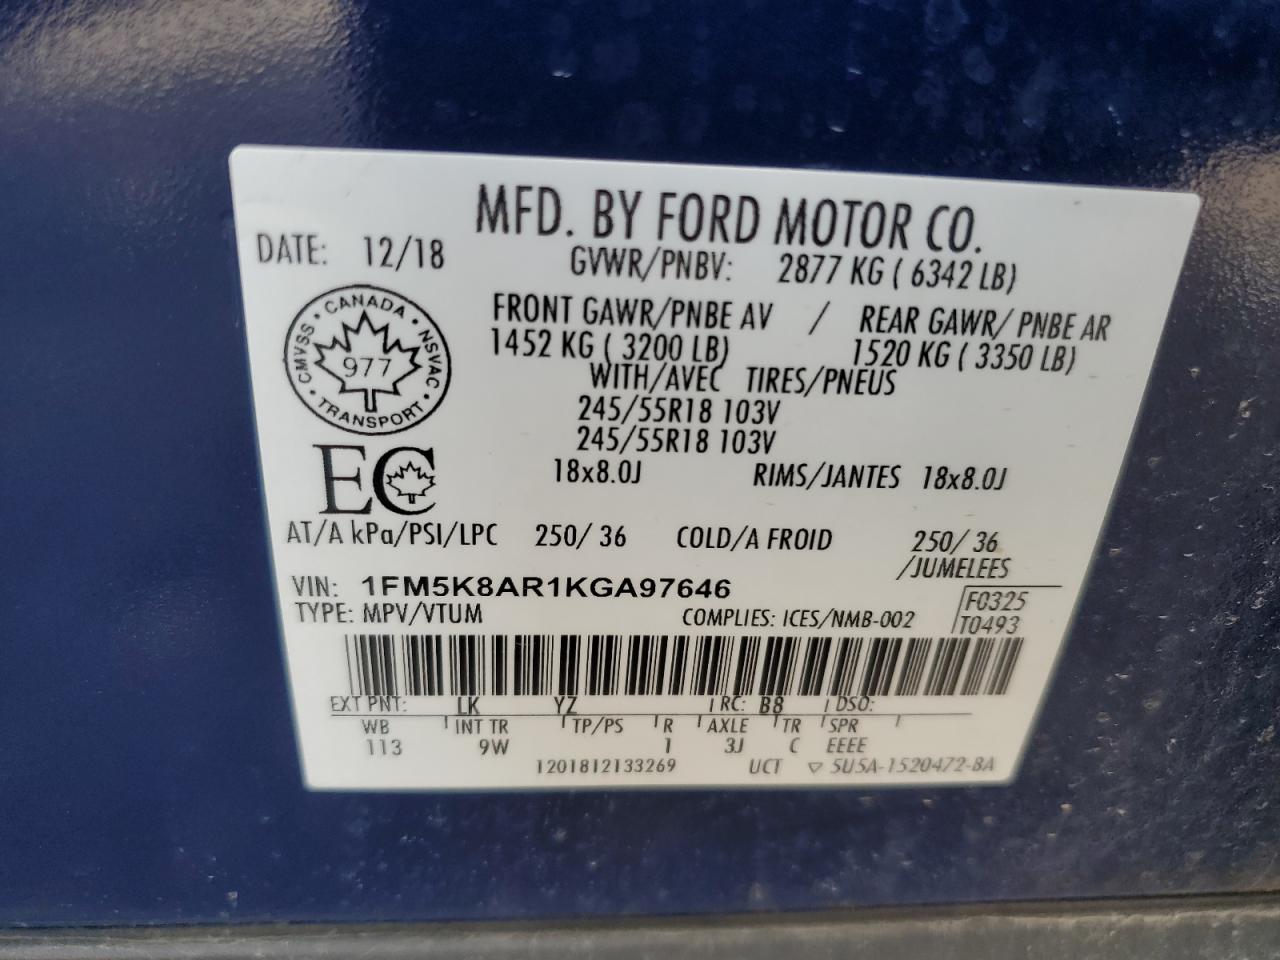 MFD. BY FORD MOTOR CO.
DATE: 12/18 GVWR/PNBV: 2877 KG ( 6342 LB)
FRONT GAWR/PNBE AV / REAR GAWR/ PNBE AR
1452 KG ( 3200 LB) 1520 KG ( 3350 LB)
WITH/AVEC TIRES/PNEUS
245/55R18 103V
245/55R18 103V
18x8.0J RIMS/JANTES 18x8.0J
CANADA · NSVAC · TRANSPORT · CMVSS ·
977
EC
AT/A kPa/PSI/LPC 250/ 36 COLD/A FROID 250/ 36
/JUMELEES
VIN: 1FM5K8AR1KGA97646
TYPE: MPV/VTUM COMPLIES: ICES/NMB-002
F0325
T0493
EXT PNT: LK YZ RC: B8 DSO:
WB INT TR TP/PS R AXLE TR SPR
113 9W 1 3J C EEEE
1201812133269 UCT ▽ 5U5A-1520472-BA